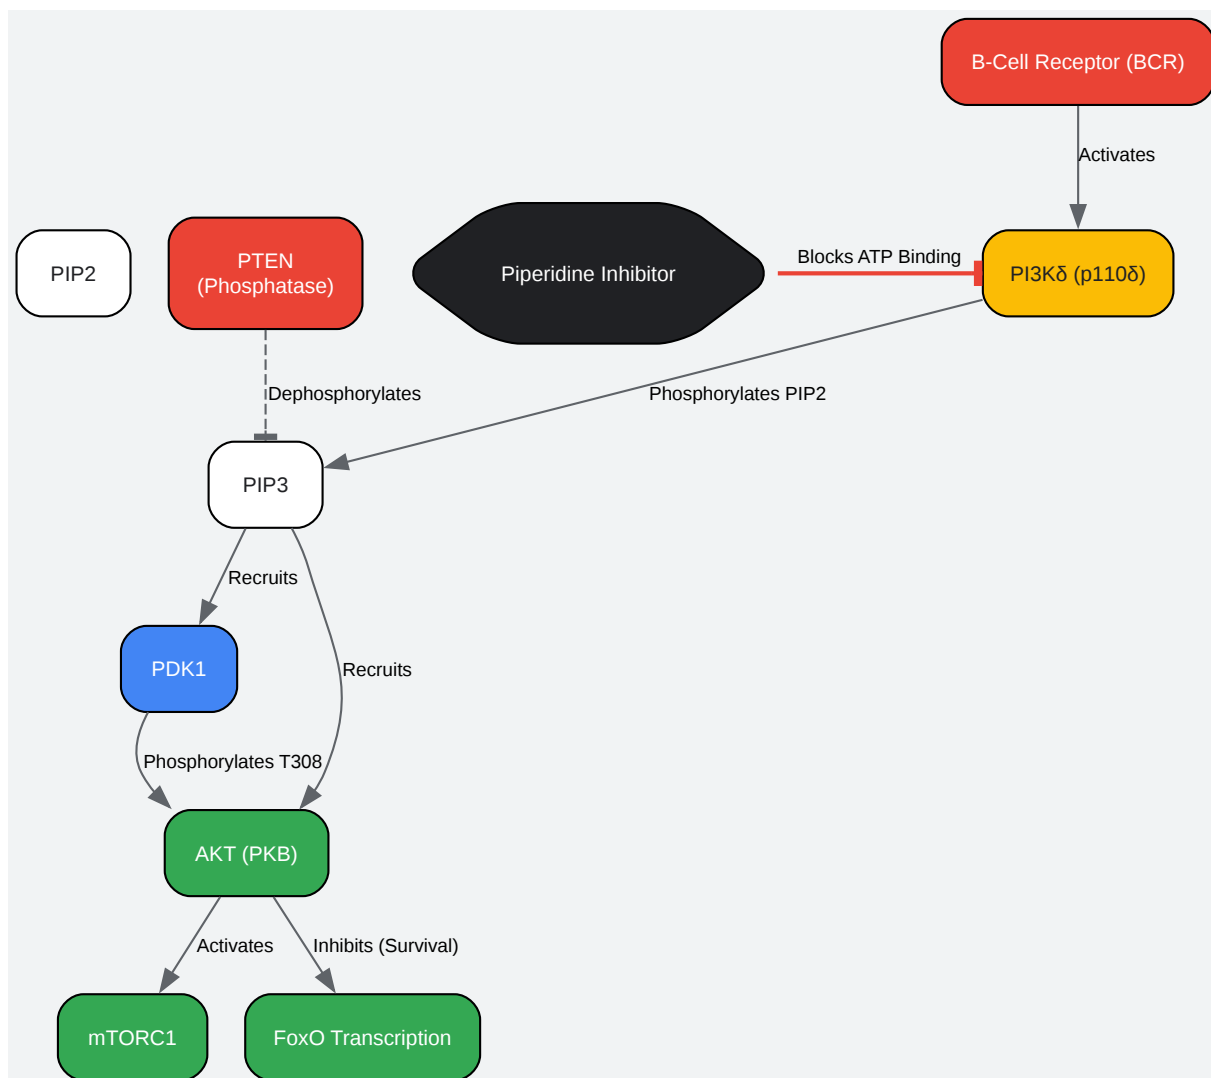 B-Cell Receptor (BCR)
Activates
PIP2
PTEN
(Phosphatase)
Piperidine Inhibitor
Blocks ATP Binding
PI3Kδ (p110δ)
Dephosphorylates
Phosphorylates PIP2
PIP3
Recruits
PDK1
Recruits
Phosphorylates T308
AKT (PKB)
Activates
Inhibits (Survival)
mTORC1
FoxO Transcription